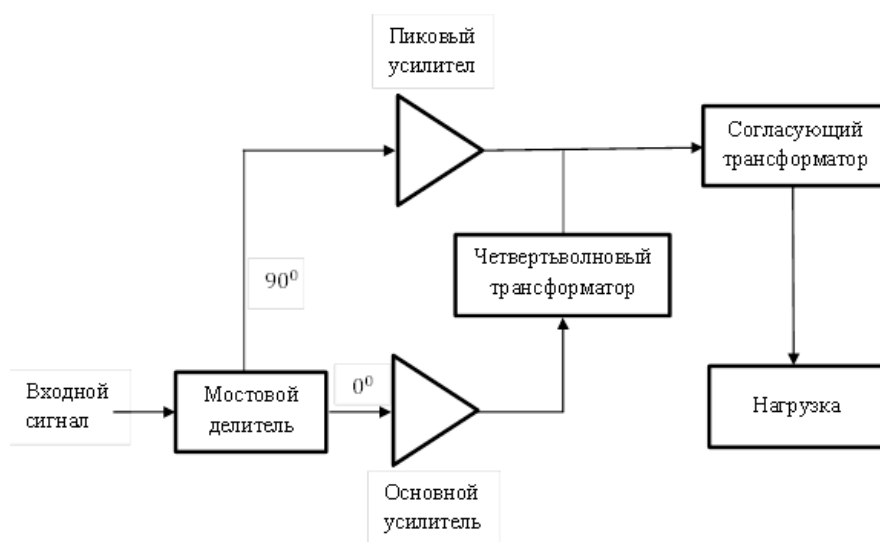 Пиковый
усилител
Согласующий
трансформатор
Четвертьволновый
трансформатор
90⁰
0⁰
Входной
сигнал
Мостовой
делитель
Нагрузка
Основной
усилитель